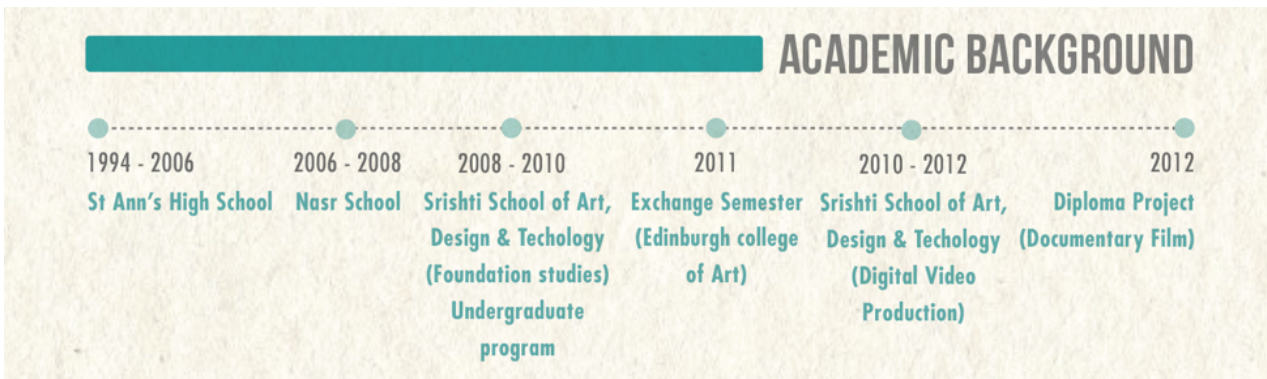 ACADEMIC BACKGROUND
1994 - 2006
St Ann's High School
2006 - 2008
Nasr School
2008 - 2010
Srishti School of Art,
Design & Techology
(Foundation studies)
Undergraduate
program
2011
Exchange Semester
(Edinburgh college
of Art)
2010 - 2012
Srishti School of Art,
Design & Techology
(Digital Video
Production)
2012
Diploma Project
(Documentary Film)